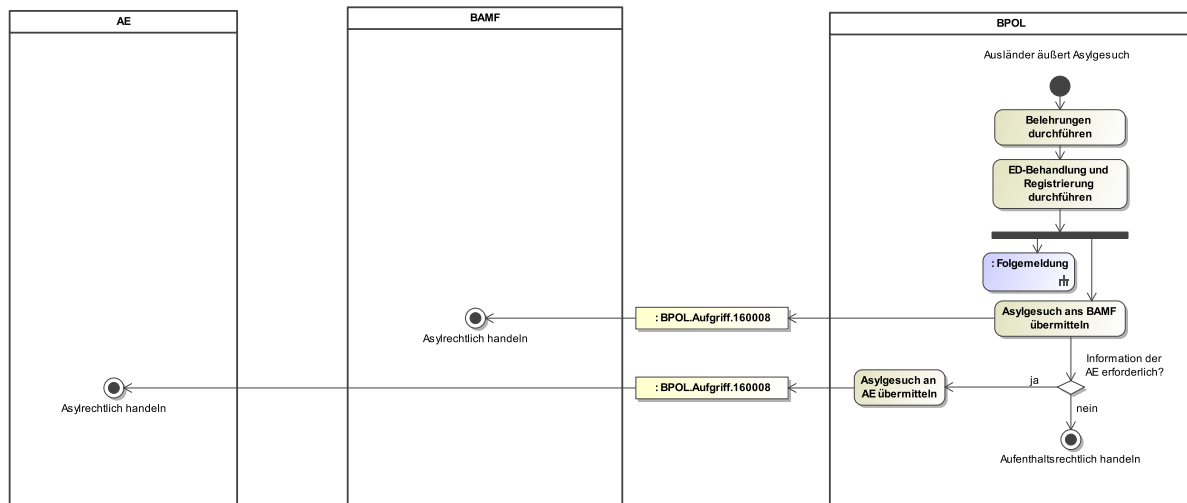 AE
BAMF
BPOL
Ausländer äußert Asylgesuch
Belehrungen
durchführen
ED-Behandlung und
Registrierung
durchführen
: Folgemeldung
Asylgesuch ans BAMF
übermitteln
: BPOL.Aufgriff.160008
Asylrechtlich handeln
Information der
AE erforderlich?
ja
nein
Asylgesuch an
AE übermitteln
: BPOL.Aufgriff.160008
Asylrechtlich handeln
Aufenthaltsrechtlich handeln